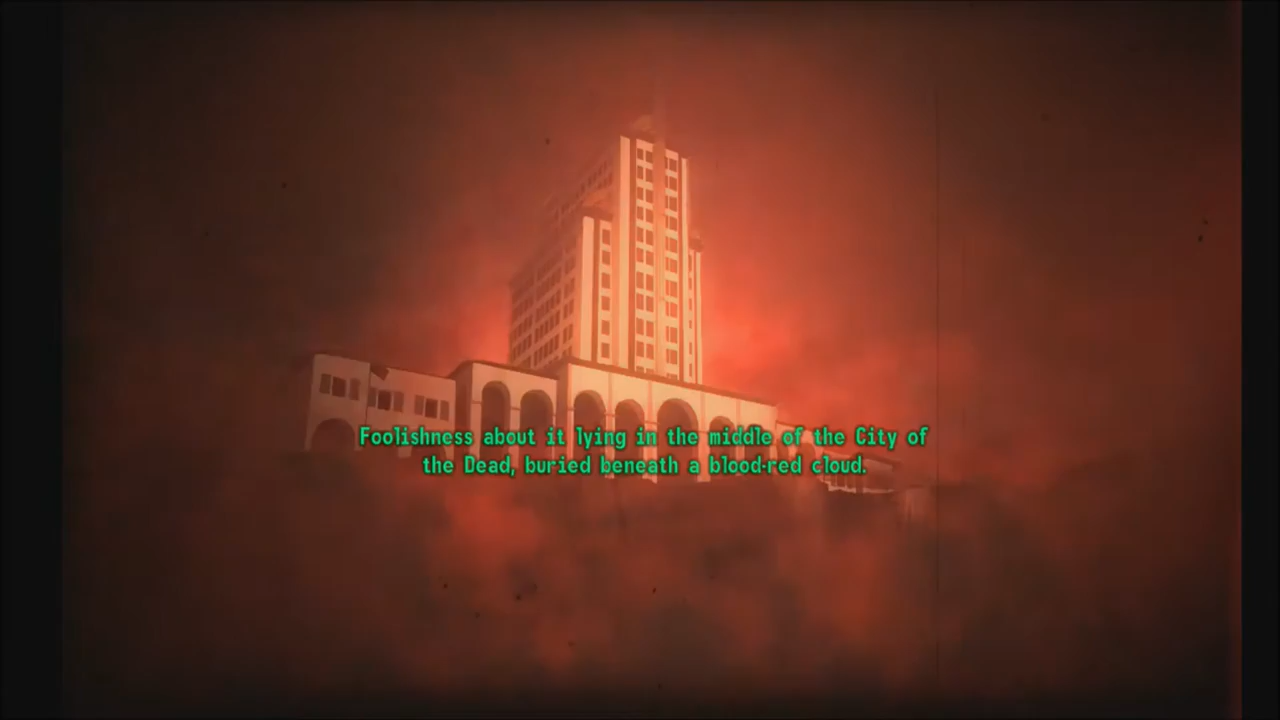 Foolishness about it lying in the middle of the City of
the Dead, buried beneath a blood-red cloud.